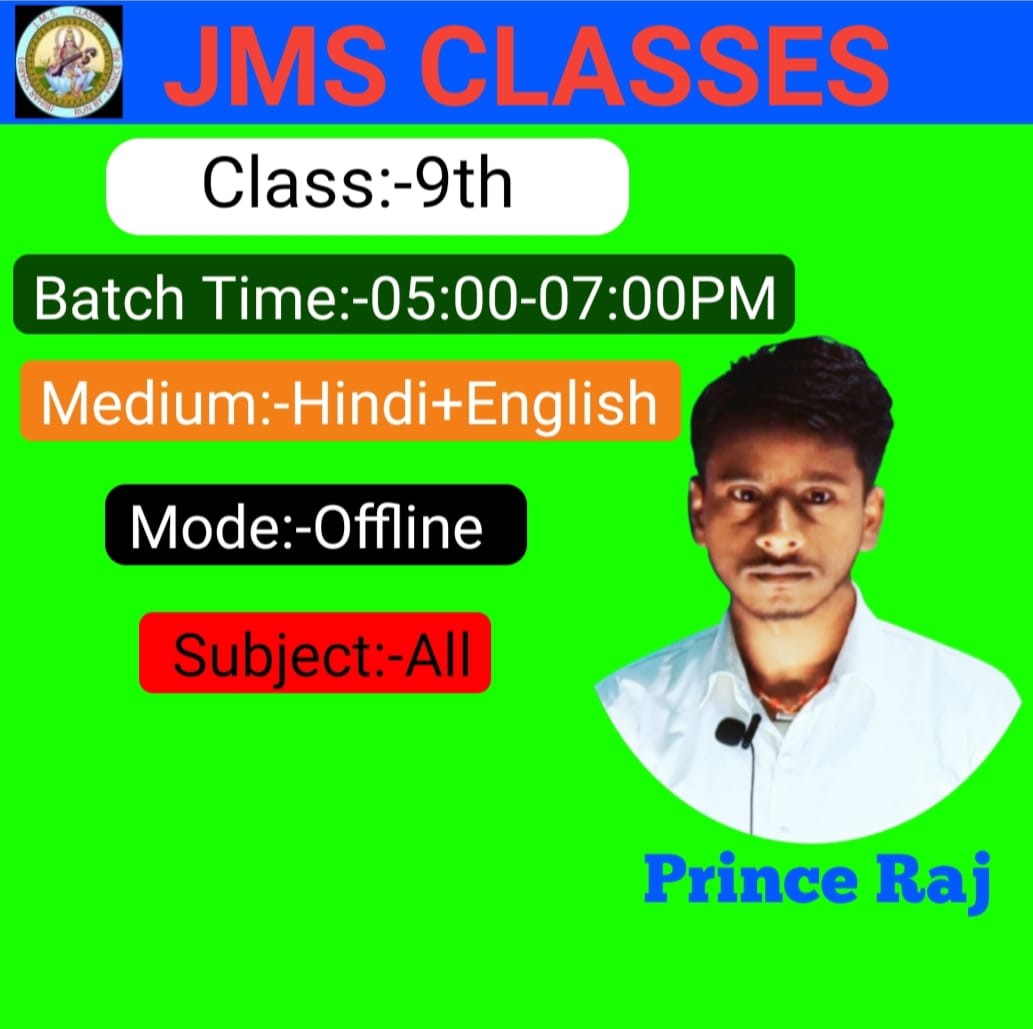 J. M. S. CLASSES
JMS CLASSES
Class:-9th
Batch Time:-05:00-07:00PM
Medium:-Hindi+English
Mode:-Offline
Subject:-All
Prince Raj